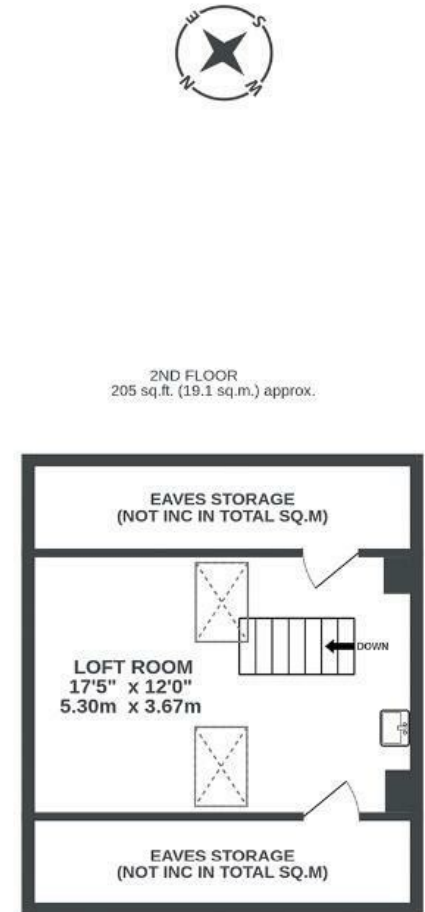 E S
N W
2ND FLOOR
205 sq.ft. (19.1 sq.m.) approx.
EAVES STORAGE
(NOT INC IN TOTAL SQ.M)
DOWN
LOFT ROOM
17'5" x 12'0"
5.30m x 3.67m
EAVES STORAGE
(NOT INC IN TOTAL SQ.M)